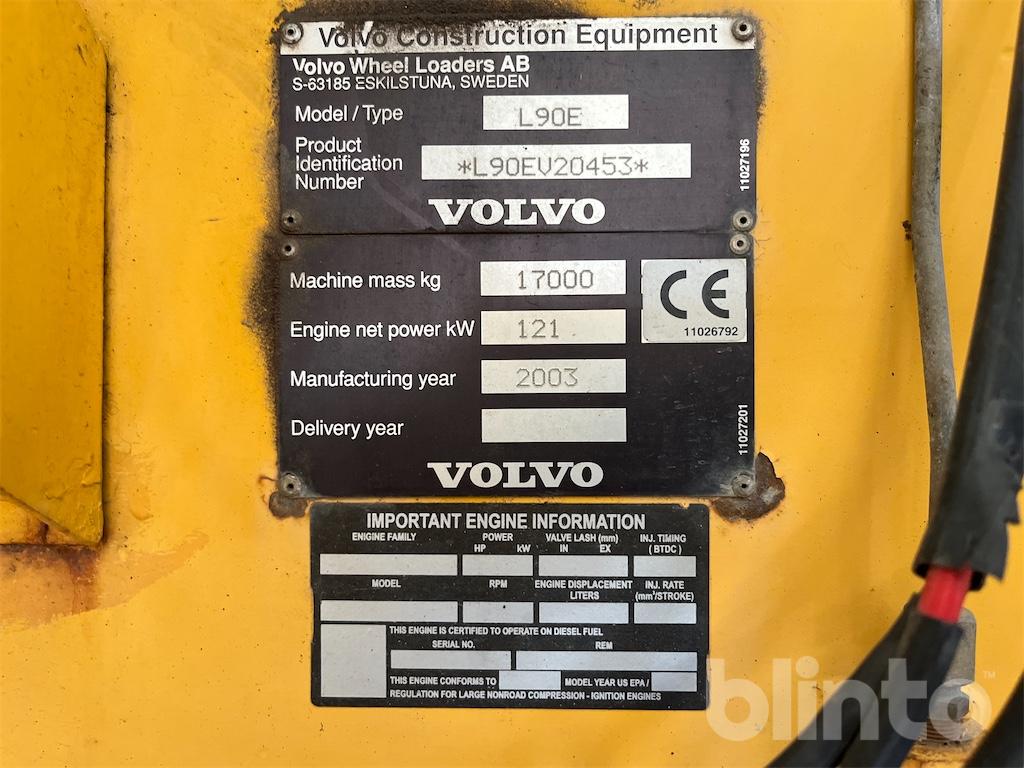 Volvo Construction Equipment
Volvo Wheel Loaders AB
S-63185 ESKILSTUNA, SWEDEN
Model / Type L90E
Product
Identification
Number *L90EV20453*
11027196
VOLVO
Machine mass kg 17000
CE
11026792
Engine net power kW 121
Manufacturing year 2003
Delivery year
11027201
VOLVO
IMPORTANT ENGINE INFORMATION
ENIGINE FAMILY POWER VALVE LASH (mm) INJ. TIMING
HP kW IN EX (BTDC)
MODEL RPM ENGINE DISPLACEMENT INJ. RATE
LITERS (mm³/STROKE)
THIS ENGINE IS CERTIFIED TO OPERATE ON DIESEL FUEL
SERIAL NO. REM
THIS ENGINE CONFORMS TO MODEL YEAR US EPA /
REGULATION FOR LARGE NONROAD COMPRESSION - IGNITION ENGINES
blinto™